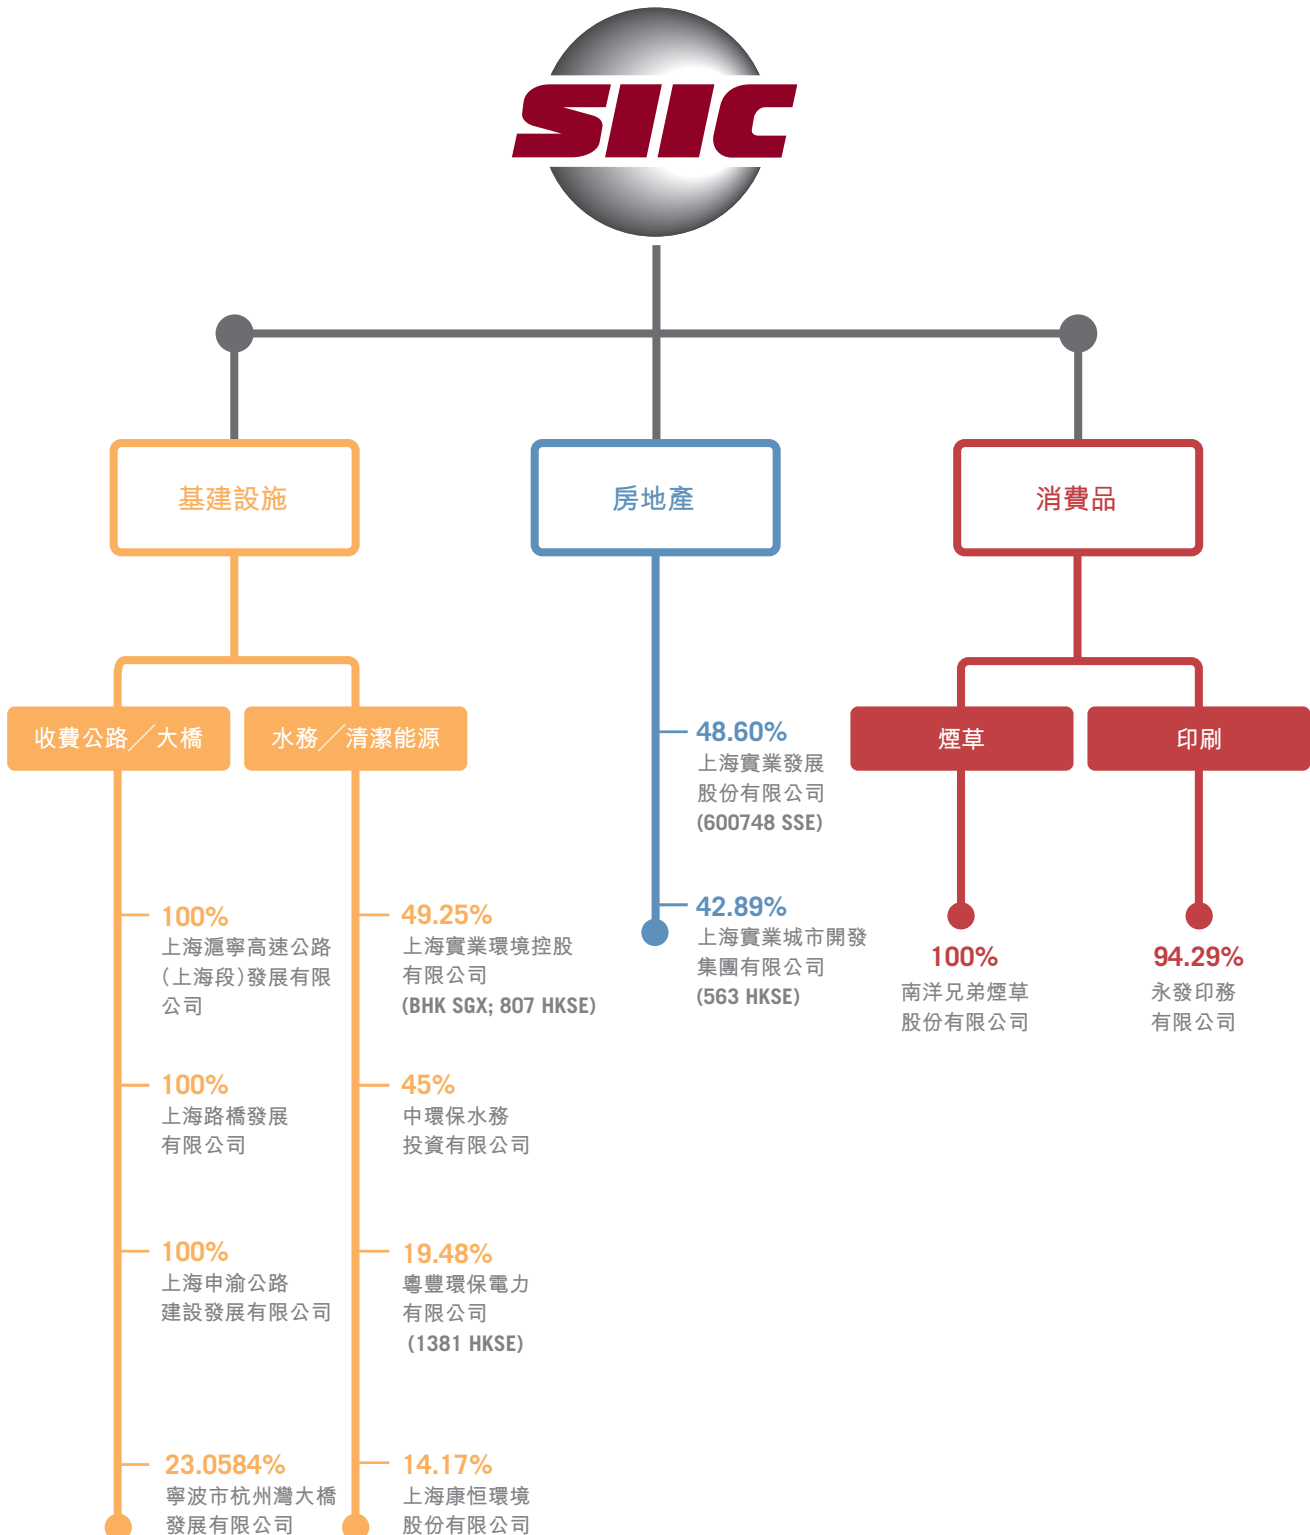 SIIC
基建設施
收費公路／大橋
100%
上海滬寧高速公路
（上海段）發展有限
公司
100%
上海路橋發展
有限公司
100%
上海申渝公路
建設發展有限公司
23.0584%
寧波市杭州灣大橋
發展有限公司
水務／清潔能源
49.25%
上海實業環境控股
有限公司
(BHK SGX; 807 HKSE)
45%
中環保水務
投資有限公司
19.48%
粵豐環保電力
有限公司
(1381 HKSE)
14.17%
上海康恒環境
股份有限公司
房地產
48.60%
上海實業發展
股份有限公司
(600748 SSE)
42.89%
上海實業城市開發
集團有限公司
(563 HKSE)
消費品
煙草
100%
南洋兄弟煙草
股份有限公司
印刷
94.29%
永發印務
有限公司